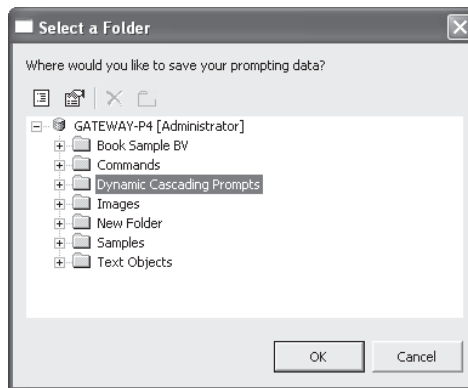 Select a Folder
Where would you like to save your prompting data?
GATEWAY-P4 [Administrator]
Book Sample BV
Commands
Dynamic Cascading Prompts
Images
New Folder
Samples
Text Objects
OK Cancel